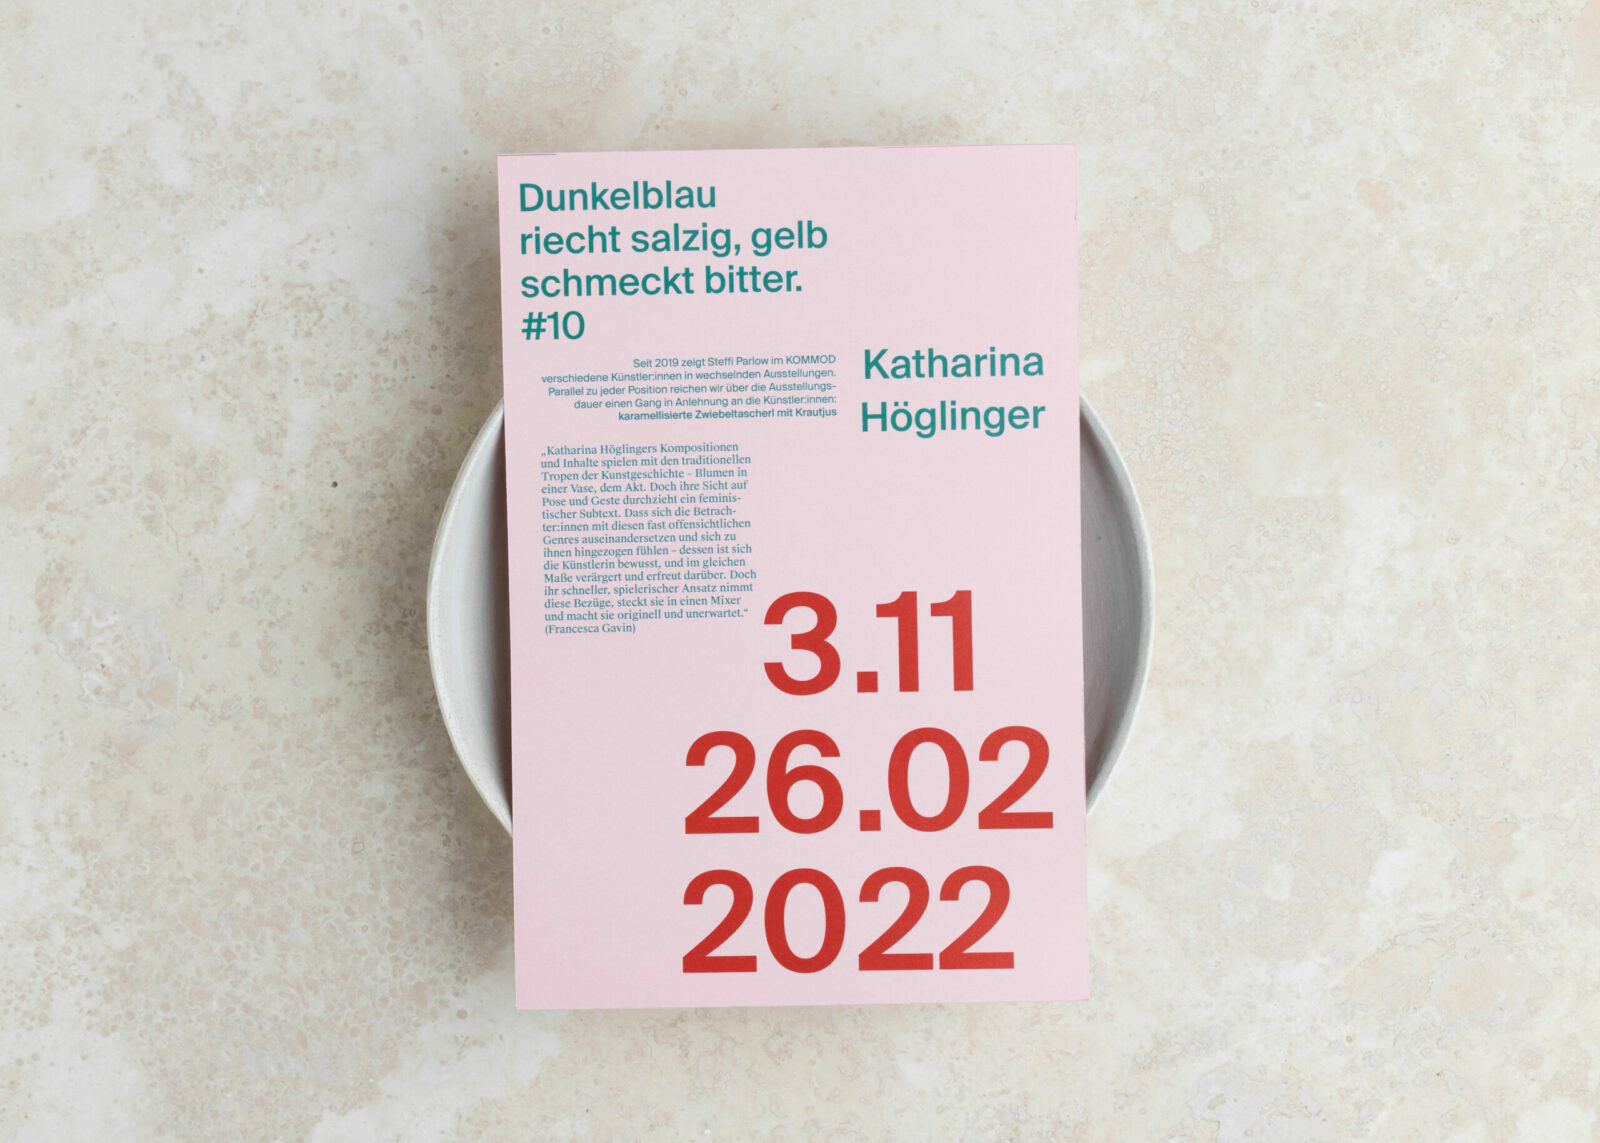 Dunkelblau
riecht salzig, gelb
schmeckt bitter.
#10
Seit 2019 zeigt Steffi Parlow im KOMMOD
verschiedene Künstler:innen in wechselnden Ausstellungen.
Parallel zu jeder Position reichen wir über die Ausstellungs-
dauer einen Gang in Anlehnung an die Künstler:innen:
karamellisierte Zwiebeltascherl mit Krautjus
Katharina
Höglinger
„Katharina Höglingers Kompositionen
und Inhalte spielen mit den traditionellen
Tropen der Kunstgeschichte – Blumen in
einer Vase, dem Akt. Doch ihre Sicht auf
Pose und Geste durchzieht ein feminis-
tischer Subtext. Dass sich die Betrach-
ter:innen mit diesen fast offensichtlichen
Genres auseinandersetzen und sich zu
ihnen hingezogen fühlen – dessen ist sich
die Künstlerin bewusst, und im gleichen
Maße verärgert und erfreut darüber. Doch
ihr schneller, spielerischer Ansatz nimmt
diese Bezüge, steckt sie in einen Mixer
und macht sie originell und unerwartet.“
(Francesca Gavin)
3.11
26.02
2022